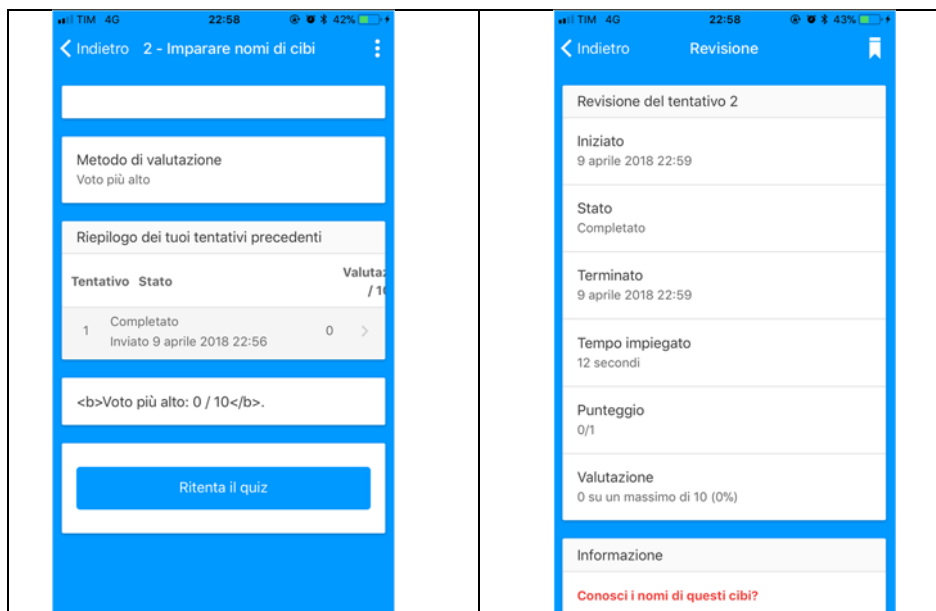 TIM 4G 22:58 42%
Indietro 2 - Imparare nomi di cibi
Metodo di valutazione
Voto più alto
Riepilogo dei tuoi tentativi precedenti
Tentativo Stato
/ 10
1 Completato
Inviato 9 aprile 2018 22:56 0
<b>Voto più alto: 0 / 10</b>.
Ritenta il quiz
TIM 4G 22:58 43%
Indietro Revisione
Revisione del tentativo 2
Iniziato
9 aprile 2018 22:59
Stato
Completato
Terminato
9 aprile 2018 22:59
Tempo impiegato
12 secondi
Punteggio
0/1
Valutazione
0 su un massimo di 10 (0%)
Informazione
Conosci i nomi di questi cibi?